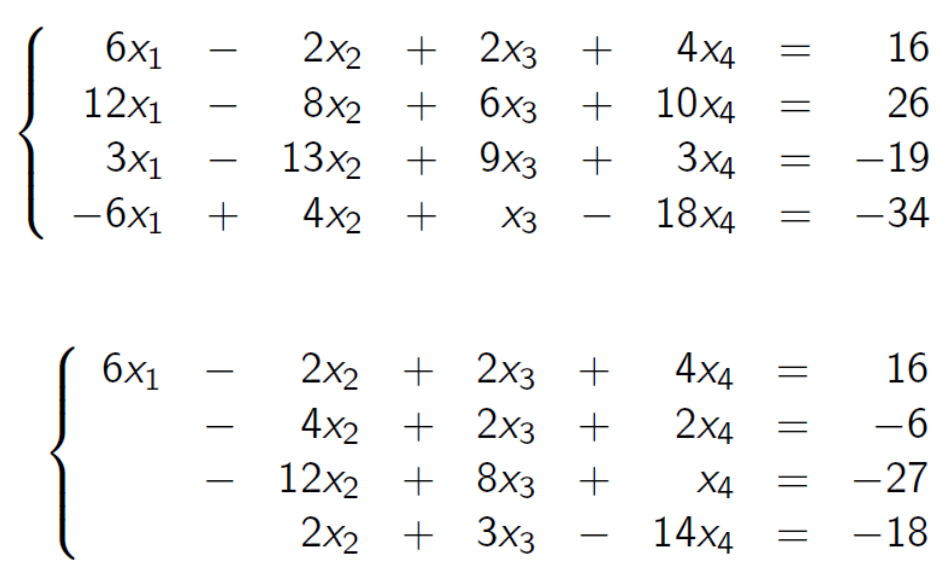 6x₁ − 2x₂ + 2x₃ + 4x₄ = 16
12x₁ − 8x₂ + 6x₃ + 10x₄ = 26
3x₁ − 13x₂ + 9x₃ + 3x₄ = −19
−6x₁ + 4x₂ + x₃ − 18x₄ = −34
6x₁ − 2x₂ + 2x₃ + 4x₄ = 16
− 4x₂ + 2x₃ + 2x₄ = −6
− 12x₂ + 8x₃ + x₄ = −27
2x₂ + 3x₃ − 14x₄ = −18